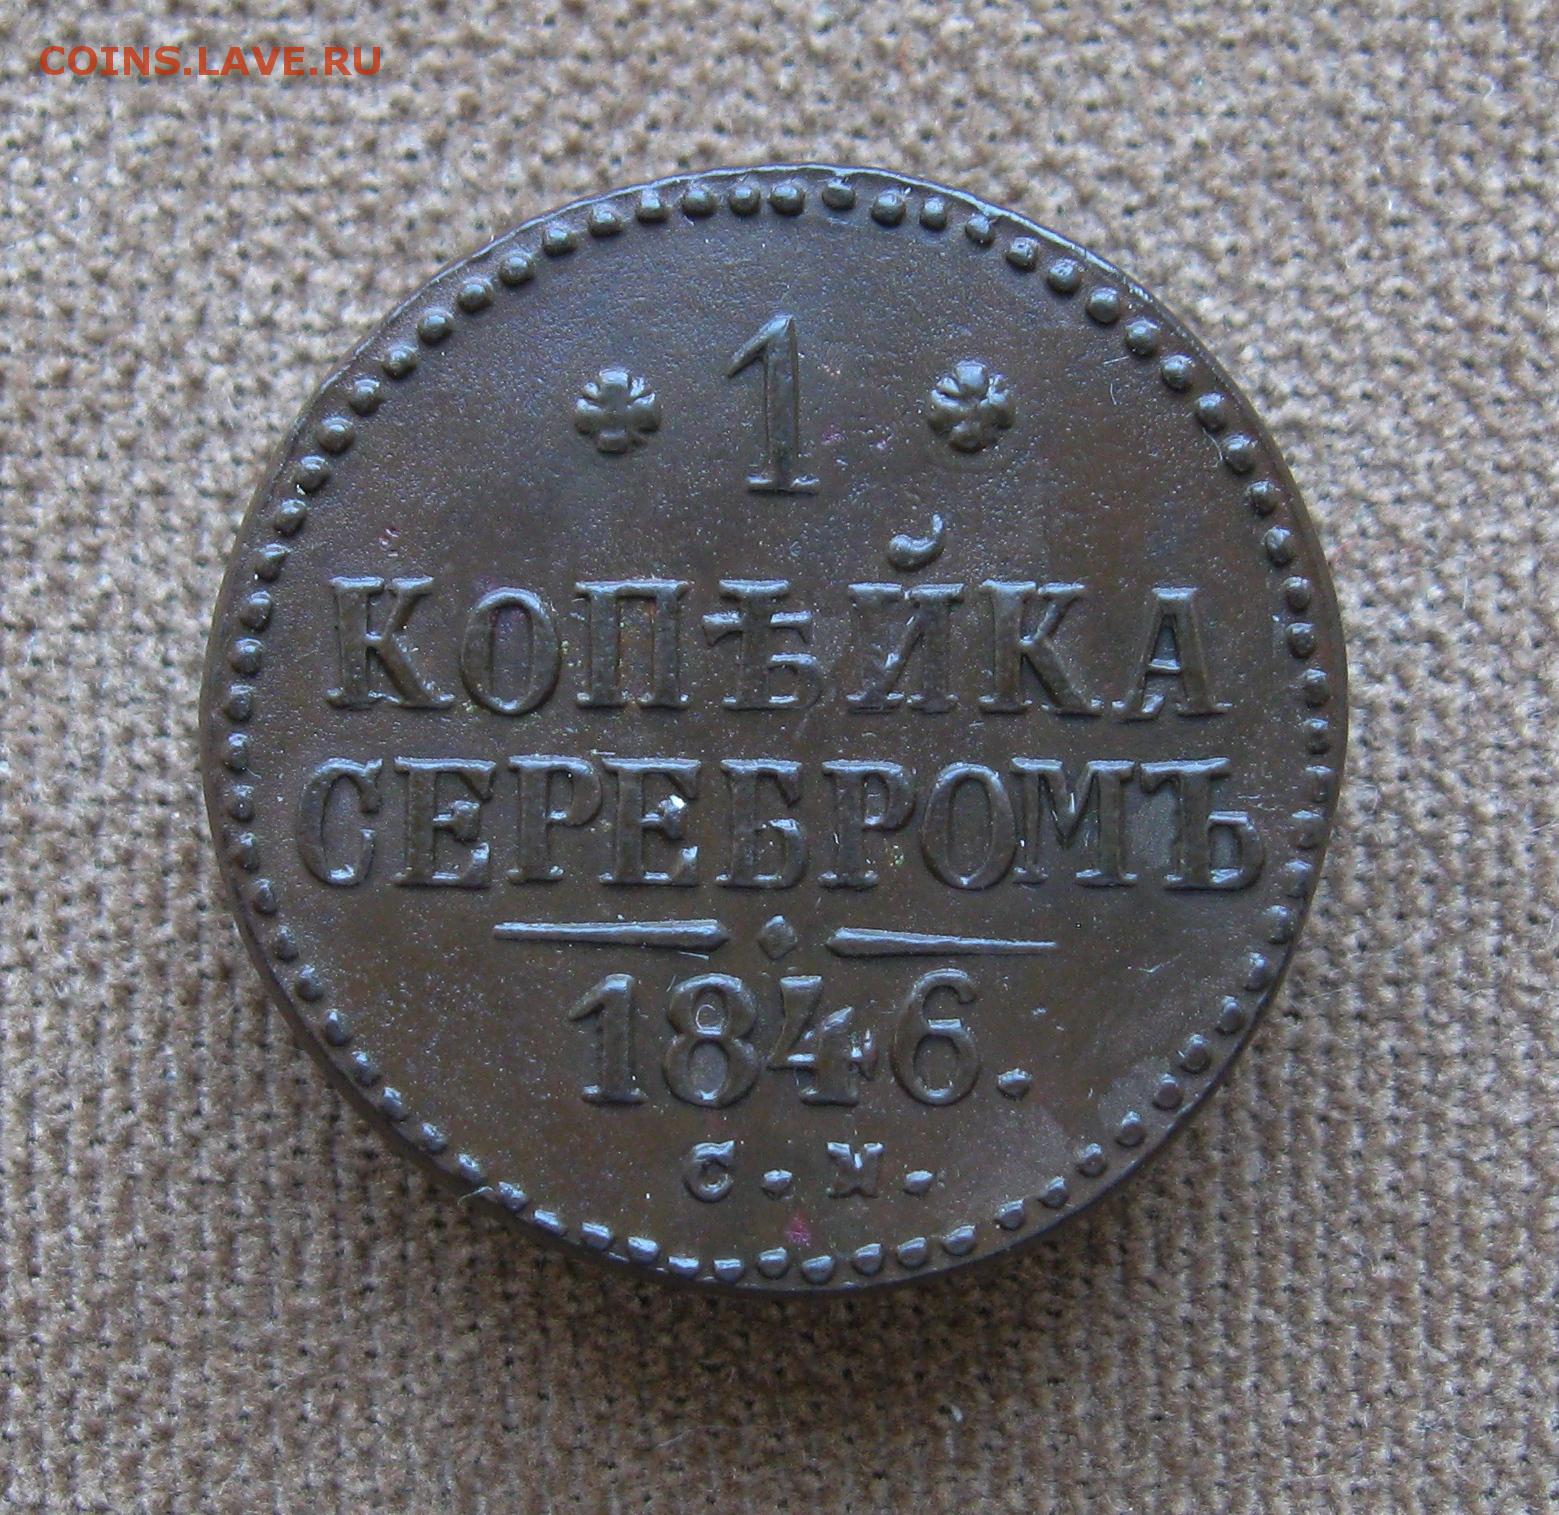 COINS.LAVE.RU
1
КОПѢЙКА
СЕРЕБРОМЪ
1846.
С. М.